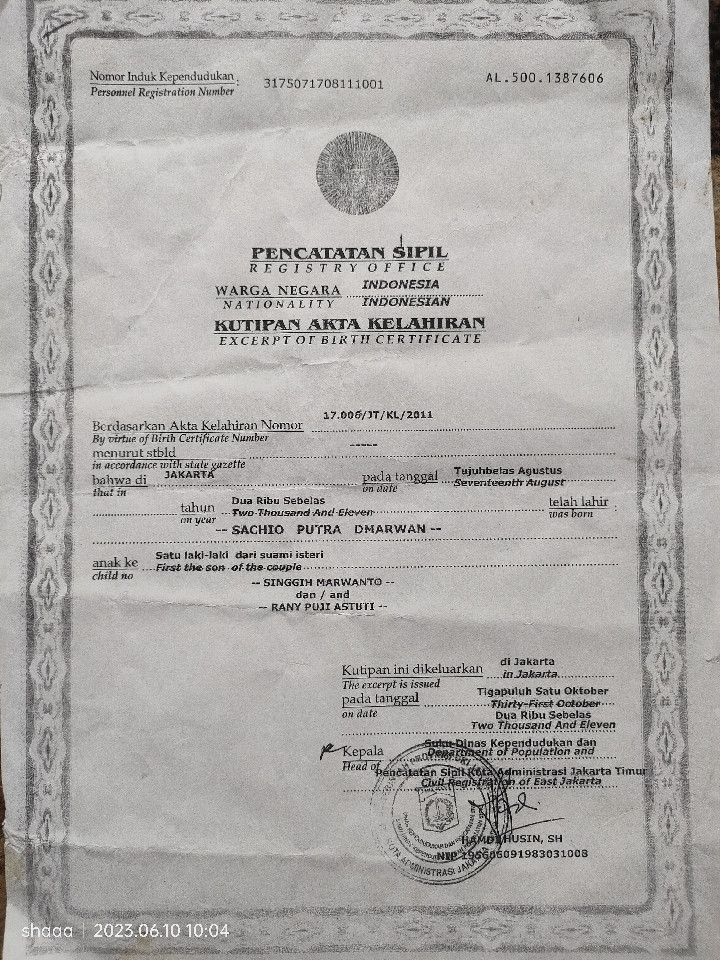 Nomor Induk Kependudukan : 3175071708111001 AL.500.1387606
Personnel Registration Number
PENCATATAN SIPIL
REGISTRY OFFICE
WARGA NEGARA INDONESIA
NATIONALITY INDONESIAN
KUTIPAN AKTA KELAHIRAN
EXCERPT OF BIRTH CERTIFICATE
Berdasarkan Akta Kelahiran Nomor 17.006/JT/KL/2011
By virtue of Birth Certificate Number
menurut stbld -----
in accordance with state gazette
bahwa di JAKARTA pada tanggal Tujuhbelas Agustus
that in on date Seventeenth August
tahun Dua Ribu Sebelas telah lahir :
on year Two Thousand And Eleven was born
-- SACHIO PUTRA DMARWAN --
anak ke Satu laki-laki dari suami isteri
child no First the son of the couple
-- SINGGIH MARWANTO --
dan / and
-- RANY PUJI ASTUTI --
Kutipan ini dikeluarkan di Jakarta
The excerpt is issued in Jakarta
pada tanggal Tigapuluh Satu Oktober
on date Thirty-First October
Dua Ribu Sebelas
Two Thousand And Eleven
Kepala Suku Dinas Kependudukan dan
Head of Department of Population and
Pencatatan Sipil Kota Administrasi Jakarta Timur
Civil Registration of East Jakarta
HUSIN, SH
NIP 195606091983031008
shaaa | 2023.06.10 10:04